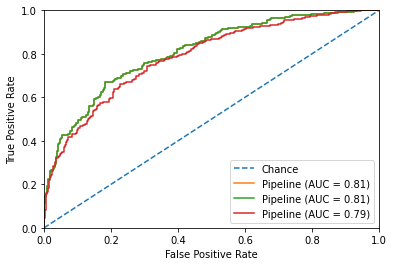 1.0
0.8
0.6
0.4
0.2
0.0
True Positive Rate
Chance
Pipeline (AUC = 0.81)
Pipeline (AUC = 0.81)
Pipeline (AUC = 0.79)
0.0 0.2 0.4 0.6 0.8 1.0
False Positive Rate